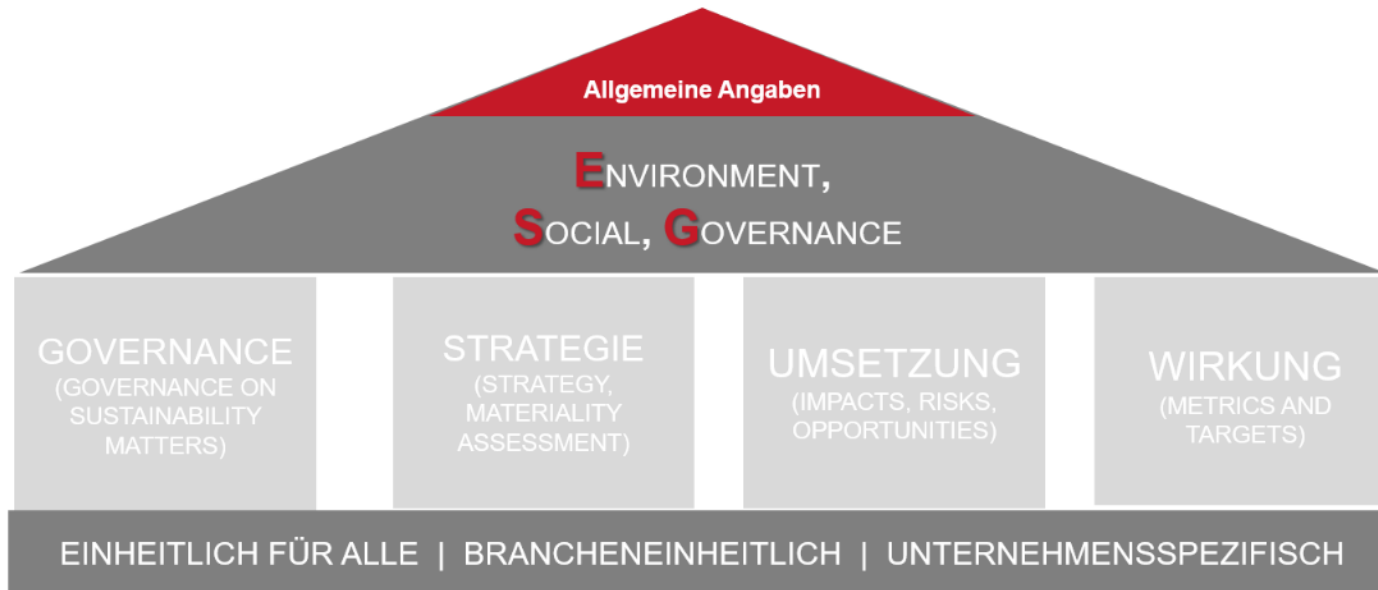 Allgemeine Angaben
ENVIRONMENT,
SOCIAL, GOVERNANCE
GOVERNANCE
(GOVERNANCE ON
SUSTAINABILITY
MATTERS)
STRATEGIE
(STRATEGY,
MATERIALITY
ASSESSMENT)
UMSETZUNG
(IMPACTS, RISKS,
OPPORTUNITIES)
WIRKUNG
(METRICS AND
TARGETS)
EINHEITLICH FÜR ALLE | BRANCHENEINHEITLICH | UNTERNEHMENSSPEZIFISCH